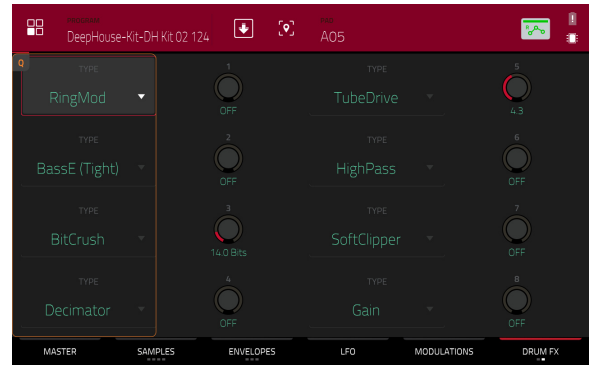 PROGRAM
DeepHouse-Kit-DH Kit 02 124
PAD
A05
Q
TYPE
RingMod
1
OFF
TYPE
TubeDrive
5
4.3
TYPE
BassE (Tight)
2
OFF
TYPE
HighPass
6
OFF
TYPE
BitCrush
3
14.0 Bits
TYPE
SoftClipper
7
OFF
TYPE
Decimator
4
OFF
TYPE
Gain
8
OFF
MASTER
SAMPLES
ENVELOPES
LFO
MODULATIONS
DRUM FX